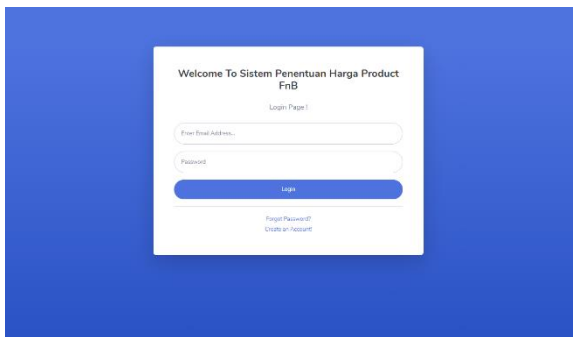 Welcome To Sistem Penentuan Harga Product
FnB
Login Page !
Enter Email Address...
Password
Login
Forgot Password?
Create an Account!